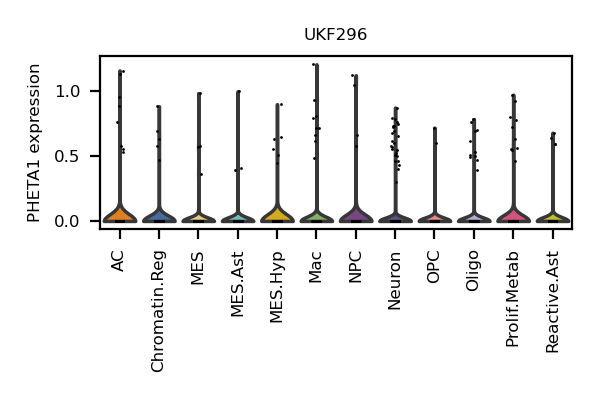 UKF296
PHETA1 expression
1.0
0.5
0.0
AC
Chromatin.Reg
MES
MES.Ast
MES.Hyp
Mac
NPC
Neuron
OPC
Oligo
Prolif.Metab
Reactive.Ast